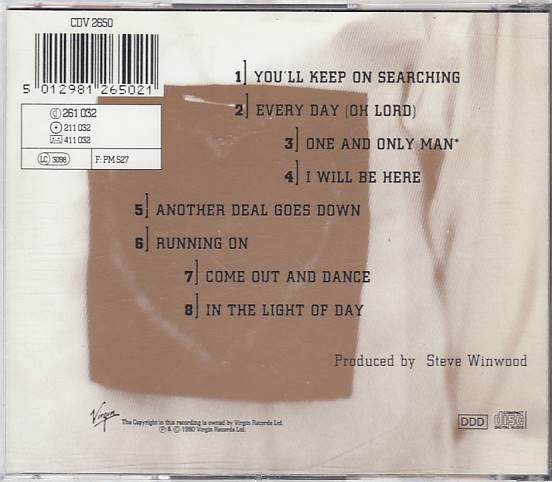 CDV 2650
5 012981 265021
261 032
211 032
411 032
LC 3098
F: PM 527
1] YOU'LL KEEP ON SEARCHING
2] EVERY DAY (OH LORD)
3] ONE AND ONLY MAN*
4] I WILL BE HERE
5] ANOTHER DEAL GOES DOWN
6] RUNNING ON
7] COME OUT AND DANCE
8] IN THE LIGHT OF DAY
Produced by Steve Winwood
Virgin
The Copyright in this recording is owned by Virgin Records Ltd.
℗ & © 1990 Virgin Records Ltd.
DDD
COMPACT
disc
DIGITAL AUDIO